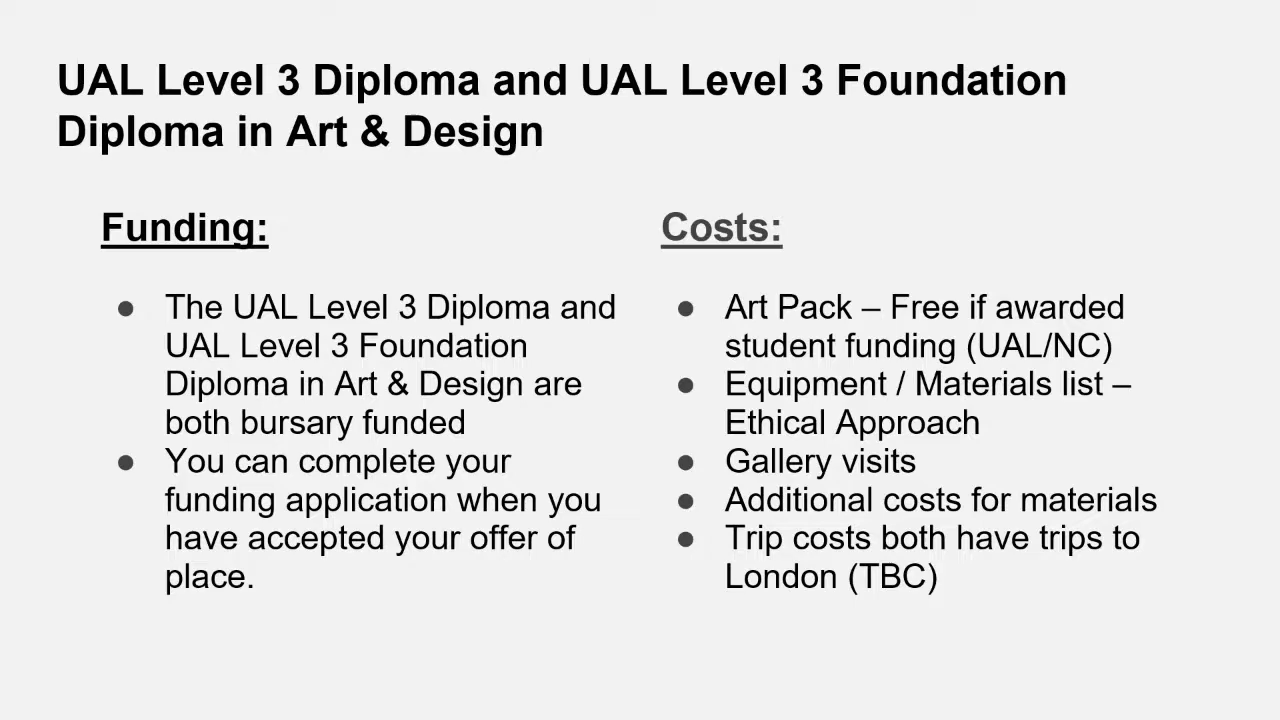 UAL Level 3 Diploma and UAL Level 3 Foundation
Diploma in Art & Design
Funding:
● The UAL Level 3 Diploma and
UAL Level 3 Foundation
Diploma in Art & Design are
both bursary funded
● You can complete your
funding application when you
have accepted your offer of
place.
Costs:
● Art Pack – Free if awarded
student funding (UAL/NC)
● Equipment / Materials list –
Ethical Approach
● Gallery visits
● Additional costs for materials
● Trip costs both have trips to
London (TBC)